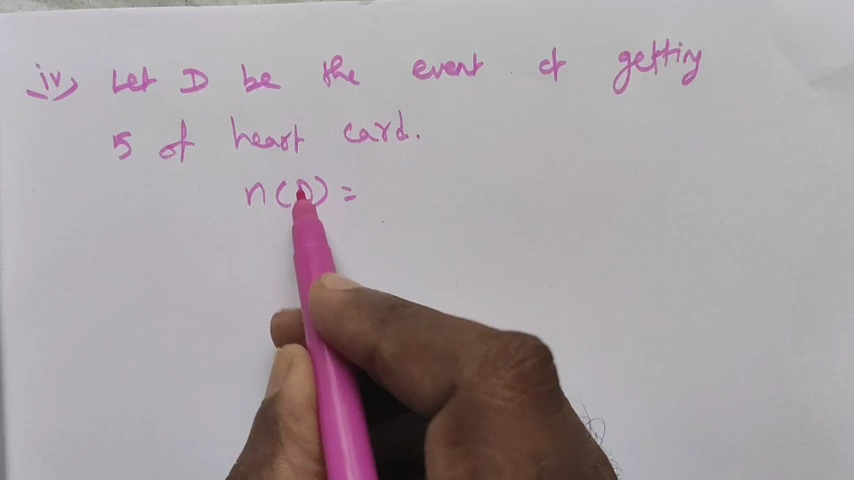 iv) Let D be the event of getting
5 of heart card.
n(D) =